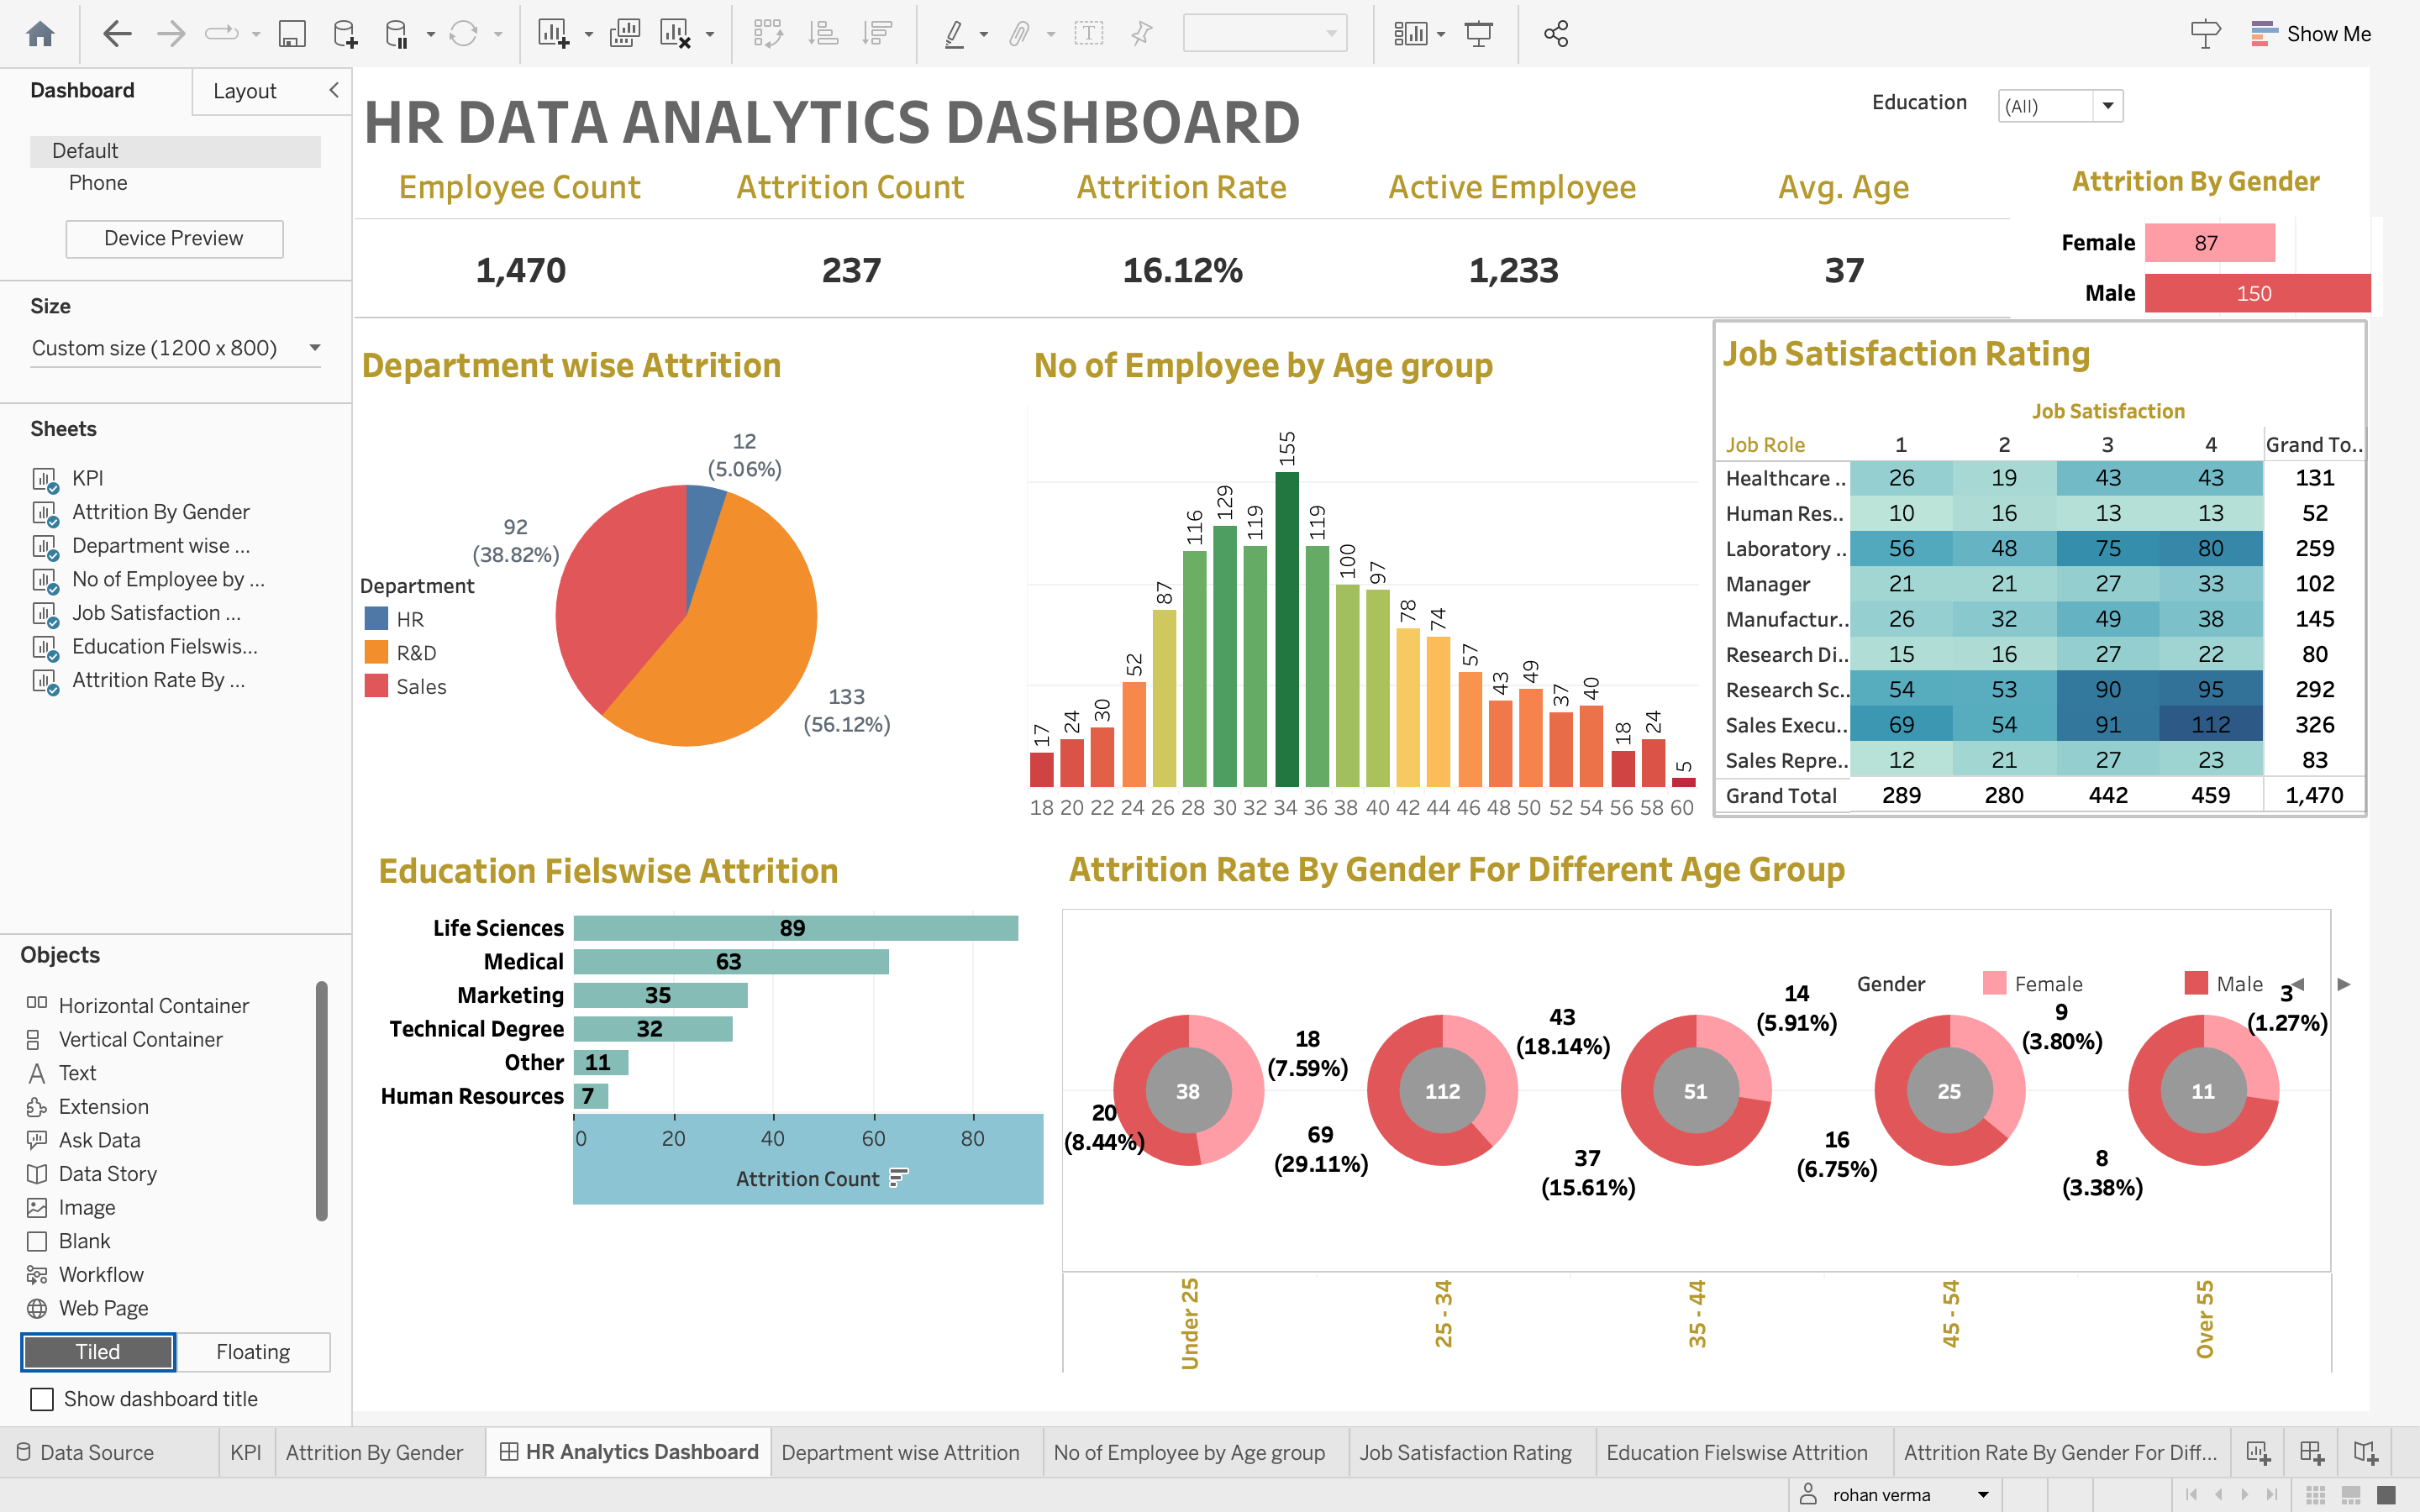 Show Me
Dashboard
Layout
Default
Phone
Device Preview
Size
Custom size (1200 x 800)
Sheets
KPI
Attrition By Gender
Department wise ...
No of Employee by ...
Job Satisfaction ...
Education Fielswis...
Attrition Rate By ...
Objects
Horizontal Container
Vertical Container
Text
Extension
Ask Data
Data Story
Image
Blank
Workflow
Web Page
Tiled Floating
Show dashboard title
HR DATA ANALYTICS DASHBOARD
Education (All)
Employee Count Attrition Count Attrition Rate Active Employee Avg. Age
1,470 237 16.12% 1,233 37
Attrition By Gender
Female 87
Male 150
Department wise Attrition
12
(5.06%)
92
(38.82%)
Department
HR
R&D
Sales
133
(56.12%)
No of Employee by Age group
17 24 30 52 87 116 129 119 155 119 100 97 78 74 57 43 49 37 40 18 24 5
18 20 22 24 26 28 30 32 34 36 38 40 42 44 46 48 50 52 54 56 58 60
Job Satisfaction Rating
Job Satisfaction
Job Role 1 2 3 4 Grand To..
Healthcare .. 26 19 43 43 131
Human Res.. 10 16 13 13 52
Laboratory .. 56 48 75 80 259
Manager 21 21 27 33 102
Manufactur.. 26 32 49 38 145
Research Di.. 15 16 27 22 80
Research Sc.. 54 53 90 95 292
Sales Execu.. 69 54 91 112 326
Sales Repre.. 12 21 27 23 83
Grand Total 289 280 442 459 1,470
Education Fielswise Attrition
Life Sciences 89
Medical 63
Marketing 35
Technical Degree 32
Other 11
Human Resources 7
0 20 40 60 80
Attrition Count
Attrition Rate By Gender For Different Age Group
Gender Female Male
38
18
(7.59%)
20
(8.44%)
112
43
(18.14%)
69
(29.11%)
51
14
(5.91%)
37
(15.61%)
25
9
(3.80%)
16
(6.75%)
11
3
(1.27%)
8
(3.38%)
Under 25
25 - 34
35 - 44
45 - 54
Over 55
Data Source KPI Attrition By Gender HR Analytics Dashboard Department wise Attrition No of Employee by Age group Job Satisfaction Rating Education Fielswise Attrition Attrition Rate By Gender For Diff...
rohan verma